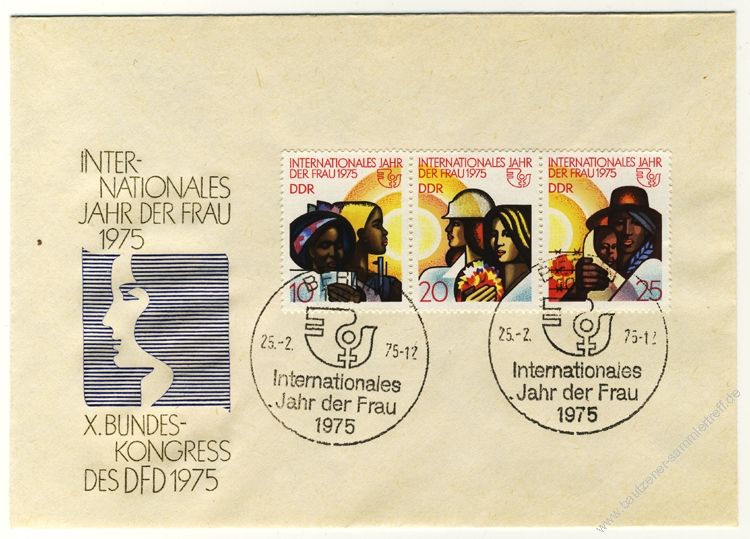 INTER-
NATIONALES
JAHR DER FRAU
1975
X. BUNDES-
KONGRESS
DES DFD 1975
INTERNATIONALES JAHR
DER FRAU 1975
DDR
10
INTERNATIONALES JAHR
DER FRAU 1975
DDR
20
INTERNATIONALES JAHR
DER FRAU 1975
DDR
25
25.-2. 75-12
Internationales
Jahr der Frau
1975
25.-2. 75-12
Internationales
Jahr der Frau
1975
www.bautzener-sammlertreff.de